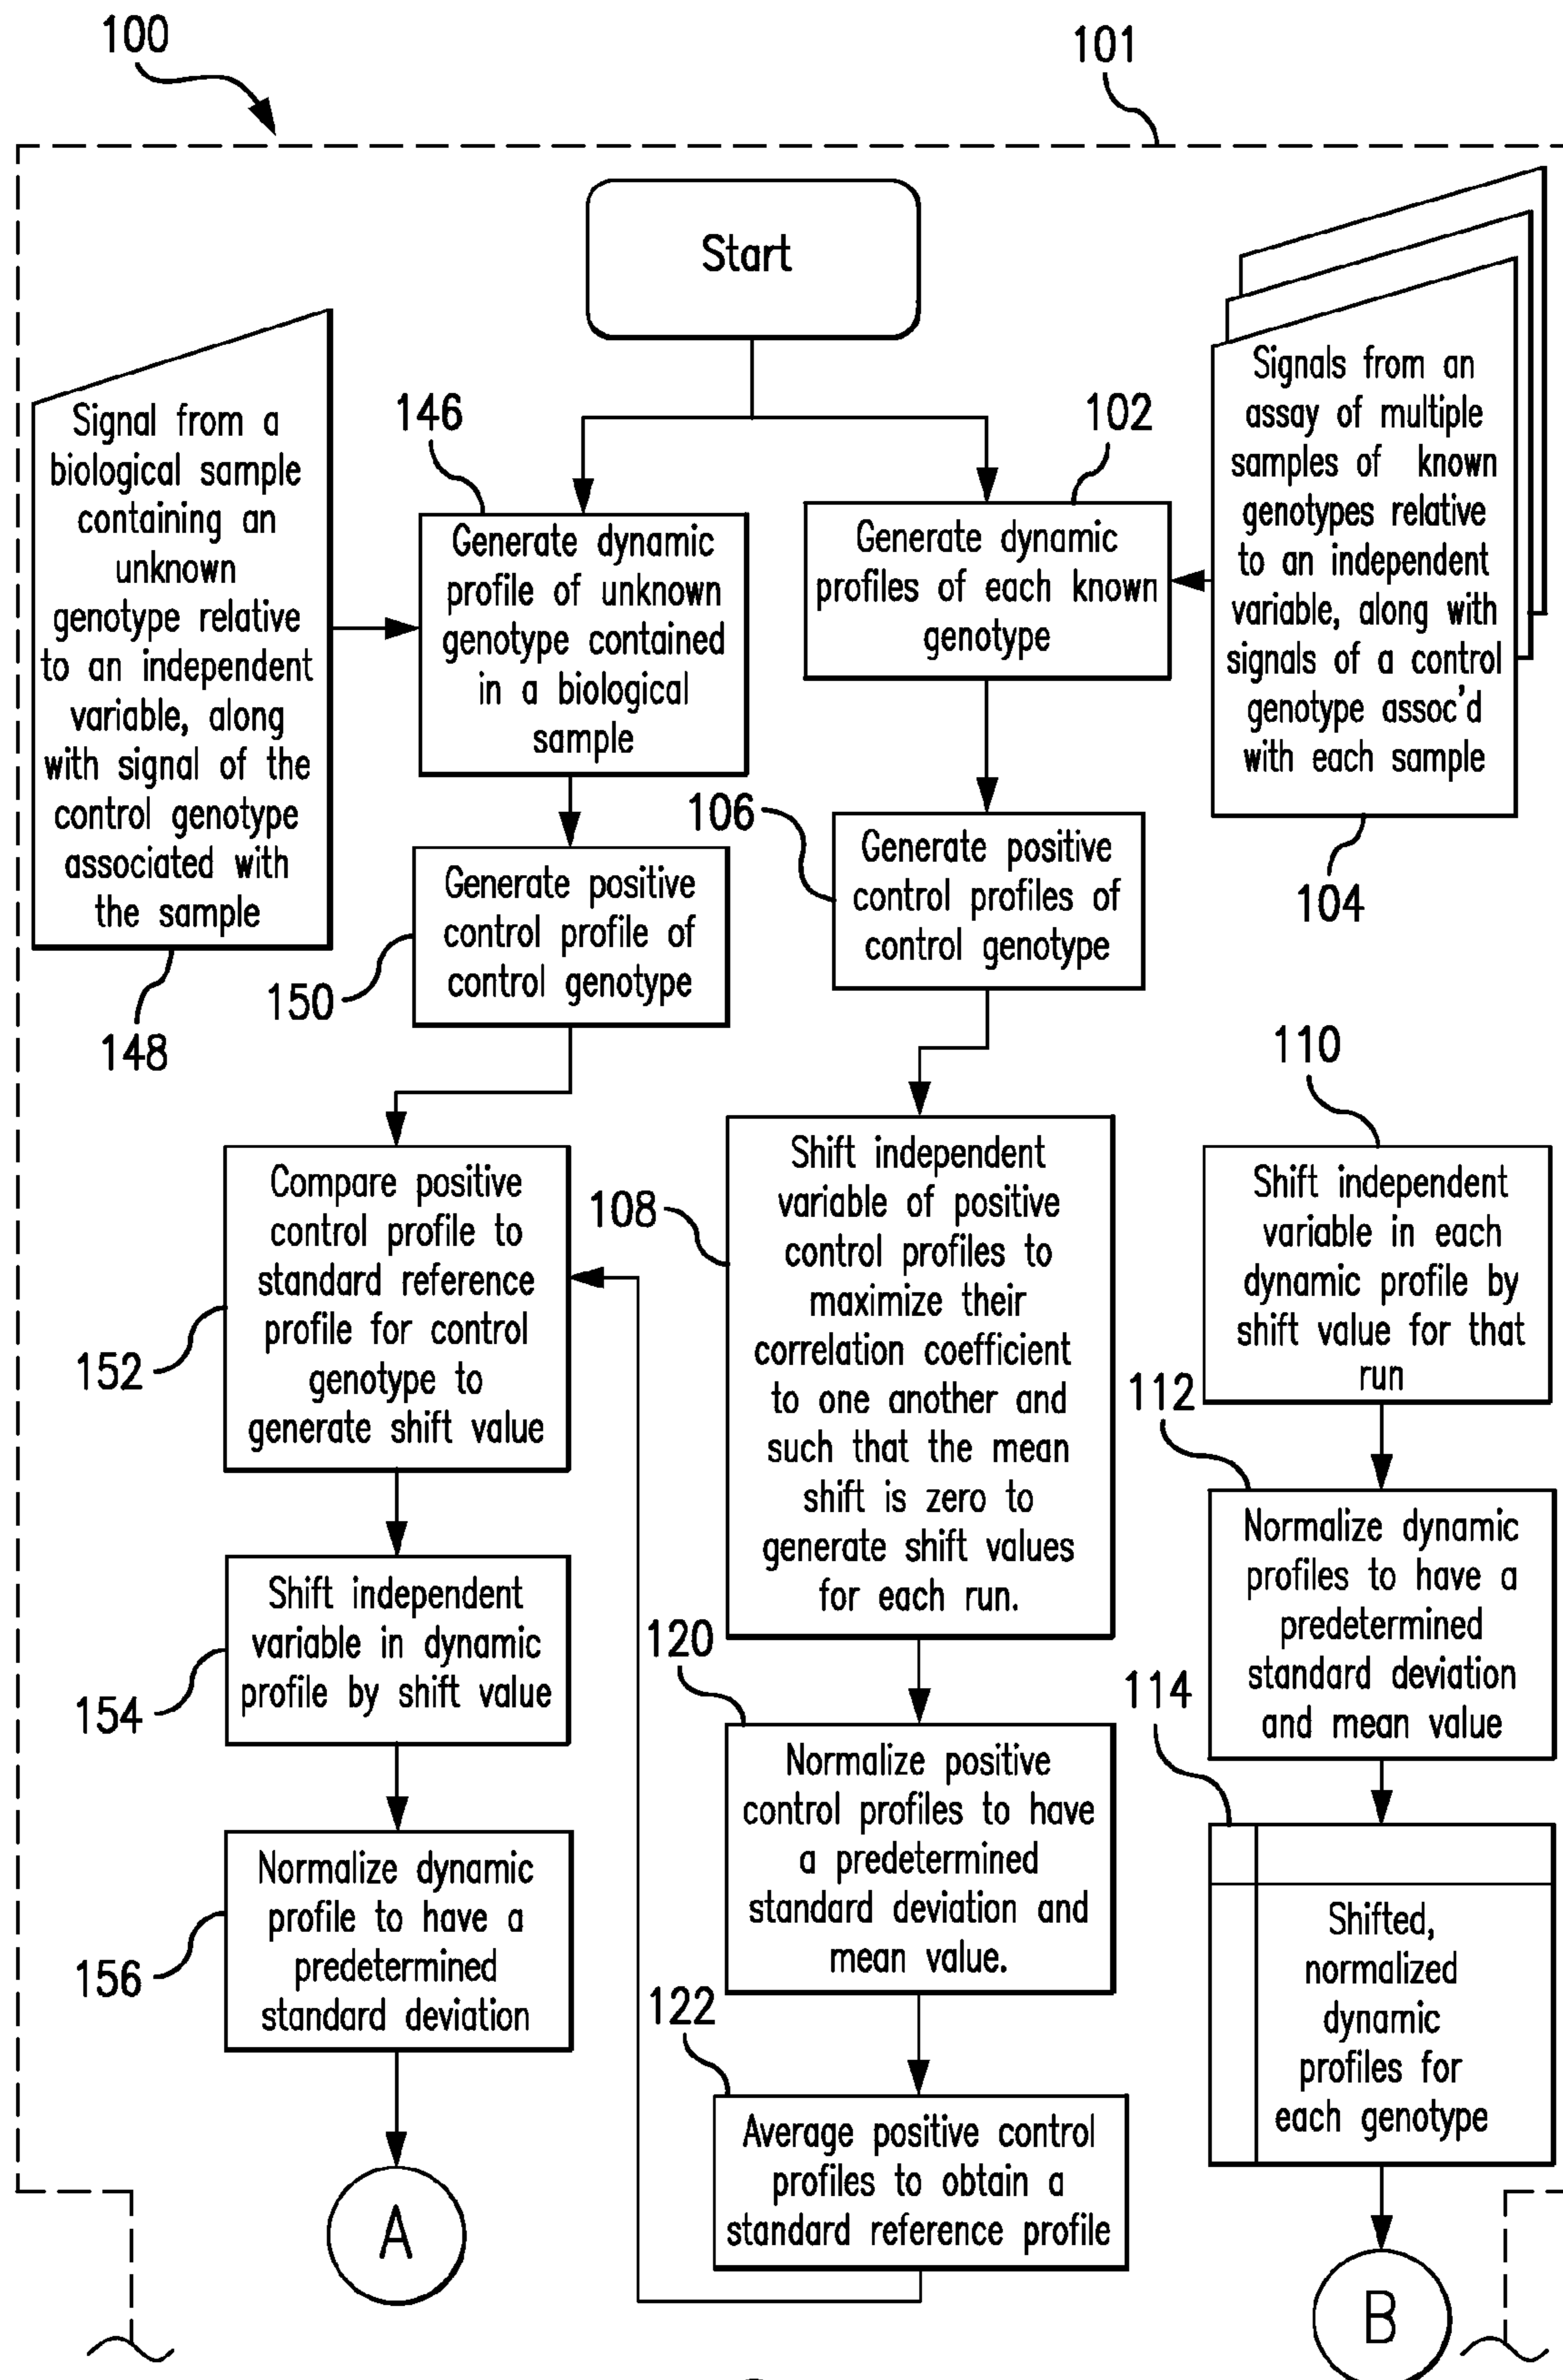 100
101
Start
Signal from a
biological sample
containing an
unknown
genotype relative
to an independent
variable, along
with signal of the
control genotype
associated with
the sample
148
146
Generate dynamic
profile of unknown
genotype contained
in a biological
sample
102
Generate dynamic
profiles of each known
genotype
Signals from an
assay of multiple
samples of known
genotypes relative
to an independent
variable, along with
signals of a control
genotype assoc'd
with each sample
104
150
Generate positive
control profile of
control genotype
106
Generate positive
control profiles of
control genotype
152
Compare positive
control profile to
standard reference
profile for control
genotype to
generate shift value
108
Shift independent
variable of positive
control profiles to
maximize their
correlation coefficient
to one another and
such that the mean
shift is zero to
generate shift values
for each run.
110
Shift independent
variable in each
dynamic profile by
shift value for that
run
112
Normalize dynamic
profiles to have a
predetermined
standard deviation
and mean value
154
Shift independent
variable in dynamic
profile by shift value
120
Normalize positive
control profiles to have
a predetermined
standard deviation and
mean value.
114
Shifted,
normalized
dynamic
profiles for
each genotype
156
Normalize dynamic
profile to have a
predetermined
standard deviation
122
Average positive control
profiles to obtain a
standard reference profile
A
B